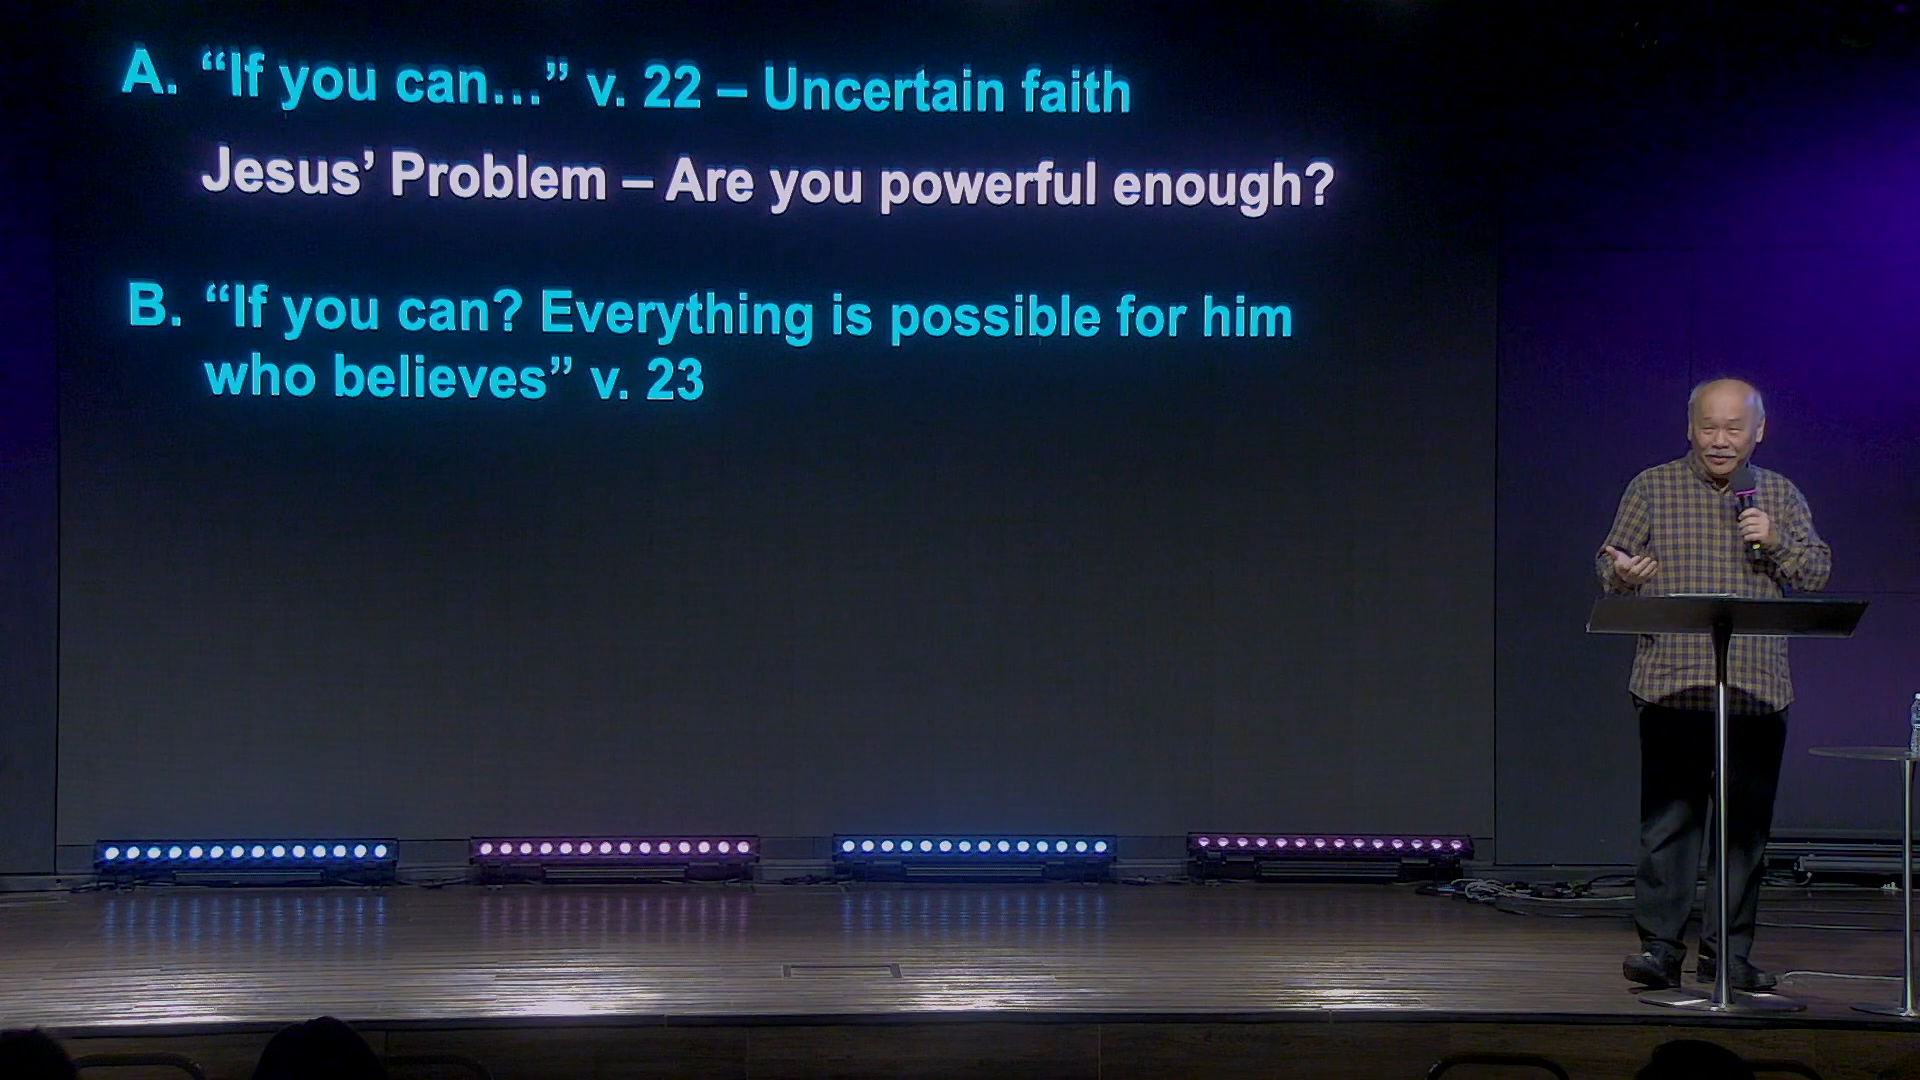 A. “If you can…” v. 22 – Uncertain faith
Jesus’ Problem – Are you powerful enough?
B. “If you can? Everything is possible for him
who believes” v. 23